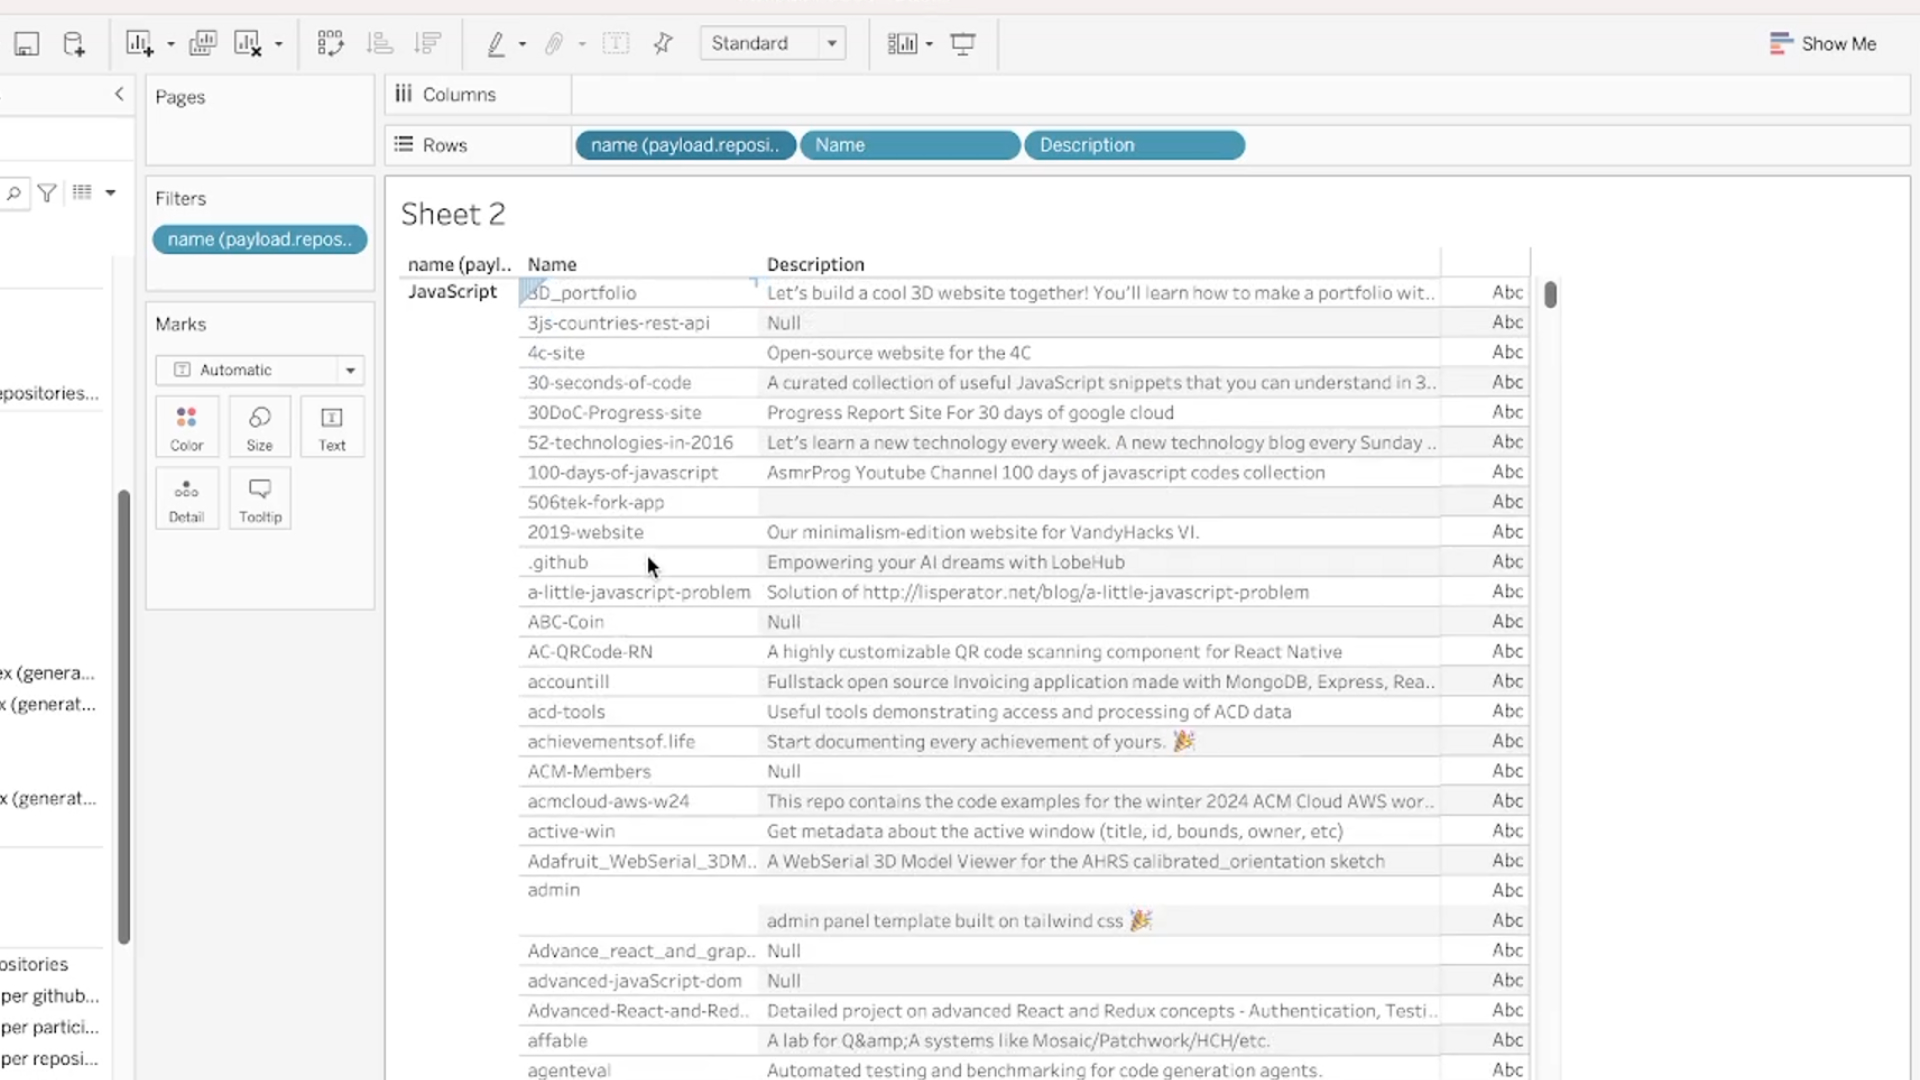 Standard
Show Me
Pages
Columns
Rows
name (payload.reposi..
Name
Description
Filters
name (payload.repos..
Sheet 2
name (payl..
Name
Description
JavaScript
3D_portfolio
Let's build a cool 3D website together! You'll learn how to make a portfolio wit..
Abc
3js-countries-rest-api
Null
Abc
4c-site
Open-source website for the 4C
Abc
30-seconds-of-code
A curated collection of useful JavaScript snippets that you can understand in 3..
Abc
30DoC-Progress-site
Progress Report Site For 30 days of google cloud
Abc
52-technologies-in-2016
Let's learn a new technology every week. A new technology blog every Sunday ..
Abc
100-days-of-javascript
AsmrProg Youtube Channel 100 days of javascript codes collection
Abc
506tek-fork-app
Abc
2019-website
Our minimalism-edition website for VandyHacks VI.
Abc
.github
Empowering your AI dreams with LobeHub
Abc
a-little-javascript-problem
Solution of http://lisperator.net/blog/a-little-javascript-problem
Abc
ABC-Coin
Null
Abc
AC-QRCode-RN
A highly customizable QR code scanning component for React Native
Abc
accountill
Fullstack open source Invoicing application made with MongoDB, Express, Rea..
Abc
acd-tools
Useful tools demonstrating access and processing of ACD data
Abc
achievementsof.life
Start documenting every achievement of yours. 🎉
Abc
ACM-Members
Null
Abc
acmcloud-aws-w24
This repo contains the code examples for the winter 2024 ACM Cloud AWS wor..
Abc
active-win
Get metadata about the active window (title, id, bounds, owner, etc)
Abc
Adafruit_WebSerial_3DM..
A WebSerial 3D Model Viewer for the AHRS calibrated_orientation sketch
Abc
admin
Abc
admin panel template built on tailwind css 🎉
Abc
Advance_react_and_grap..
Null
Abc
advanced-javaScript-dom
Null
Abc
Advanced-React-and-Red..
Detailed project on advanced React and Redux concepts - Authentication, Testi..
Abc
affable
A lab for Q&amp;A systems like Mosaic/Patchwork/HCH/etc.
Abc
agenteval
Automated testing and benchmarking for code generation agents.
Abc
Marks
Automatic
Color
Size
Text
Detail
Tooltip
epositories...
ex (genera...
x (generat...
x (generat...
ositories
per github...
per partici...
per reposi...